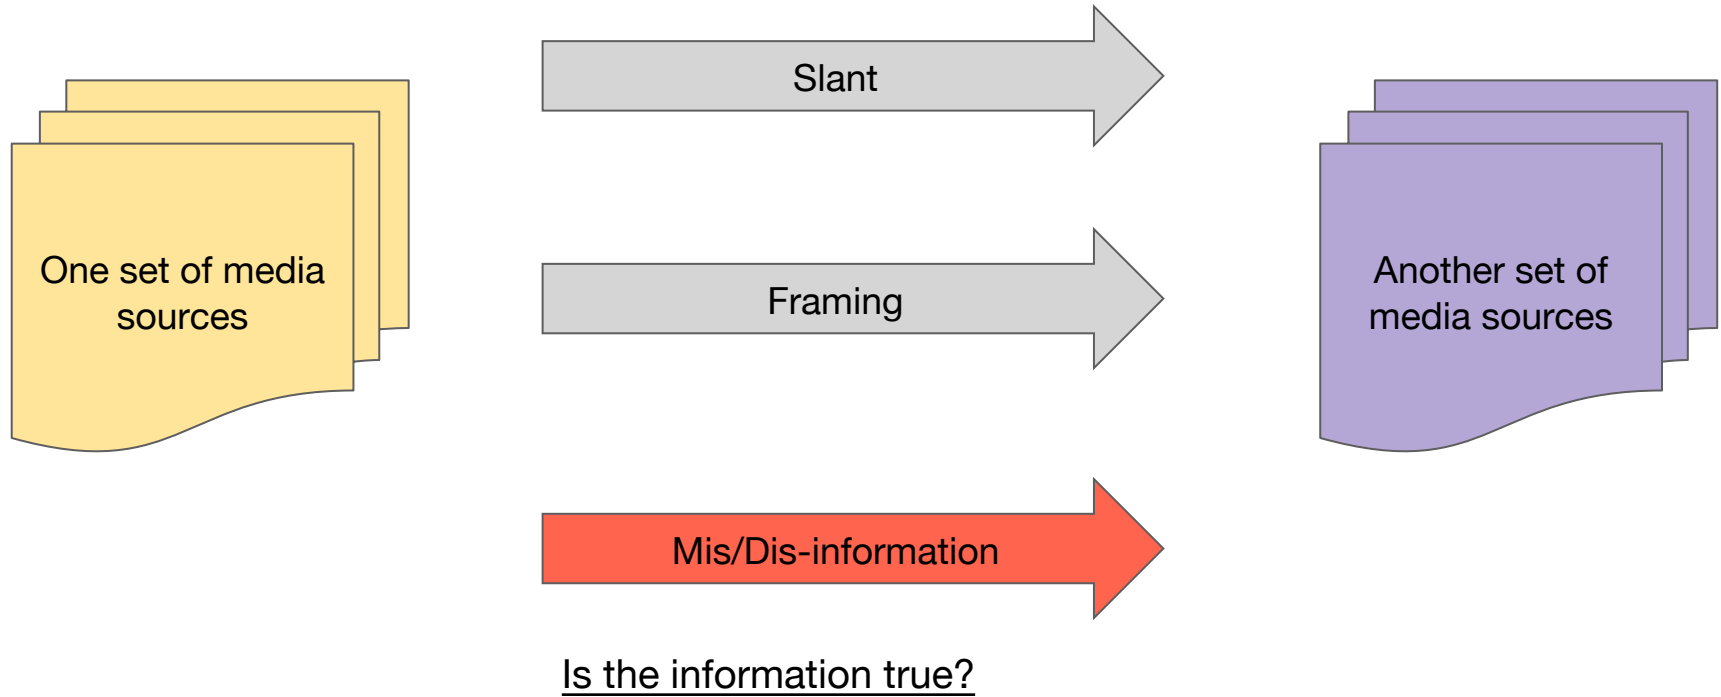 Slant
One set of media
sources
Framing
Another set of
media sources
Mis/Dis-information
Is the information true?